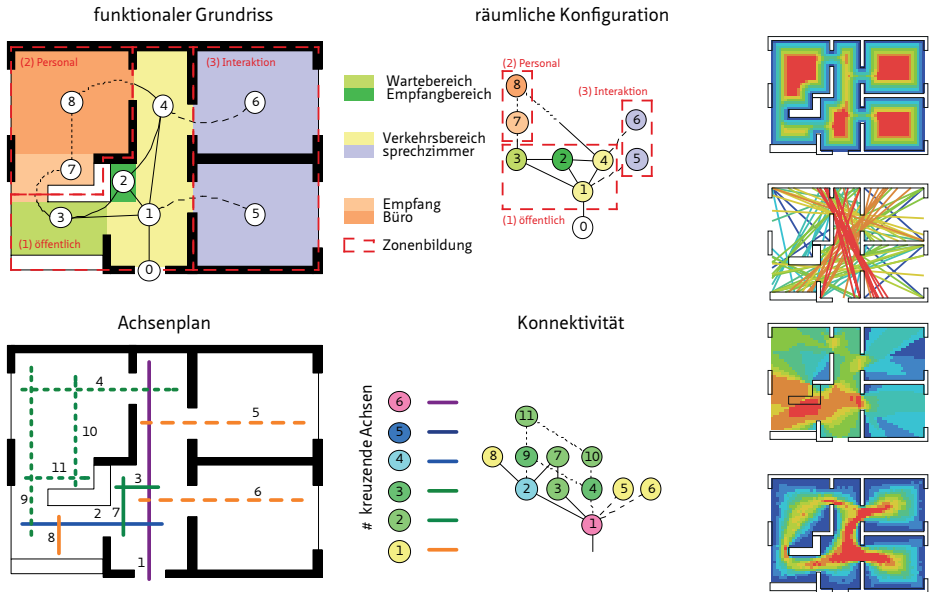 funktionaler Grundriss
(2) Personal
(3) Interaktion
8
4
6
7
2
3
1
5
(1) öffentlich
0
Wartebereich
Empfangbereich
Verkehrsbereich
sprechzimmer
Empfang
Büro
Zonenbildung
räumliche Konfiguration
(2) Personal
8
(3) Interaktion
7
6
3
2
4
5
1
(1) öffentlich
0
Achsenplan
4
5
10
11
3
6
9
2
7
8
1
Konnektivität
# kreuzende Achsen
6
5
4
3
2
1
11
8
9
7
10
2
3
4
5
6
1